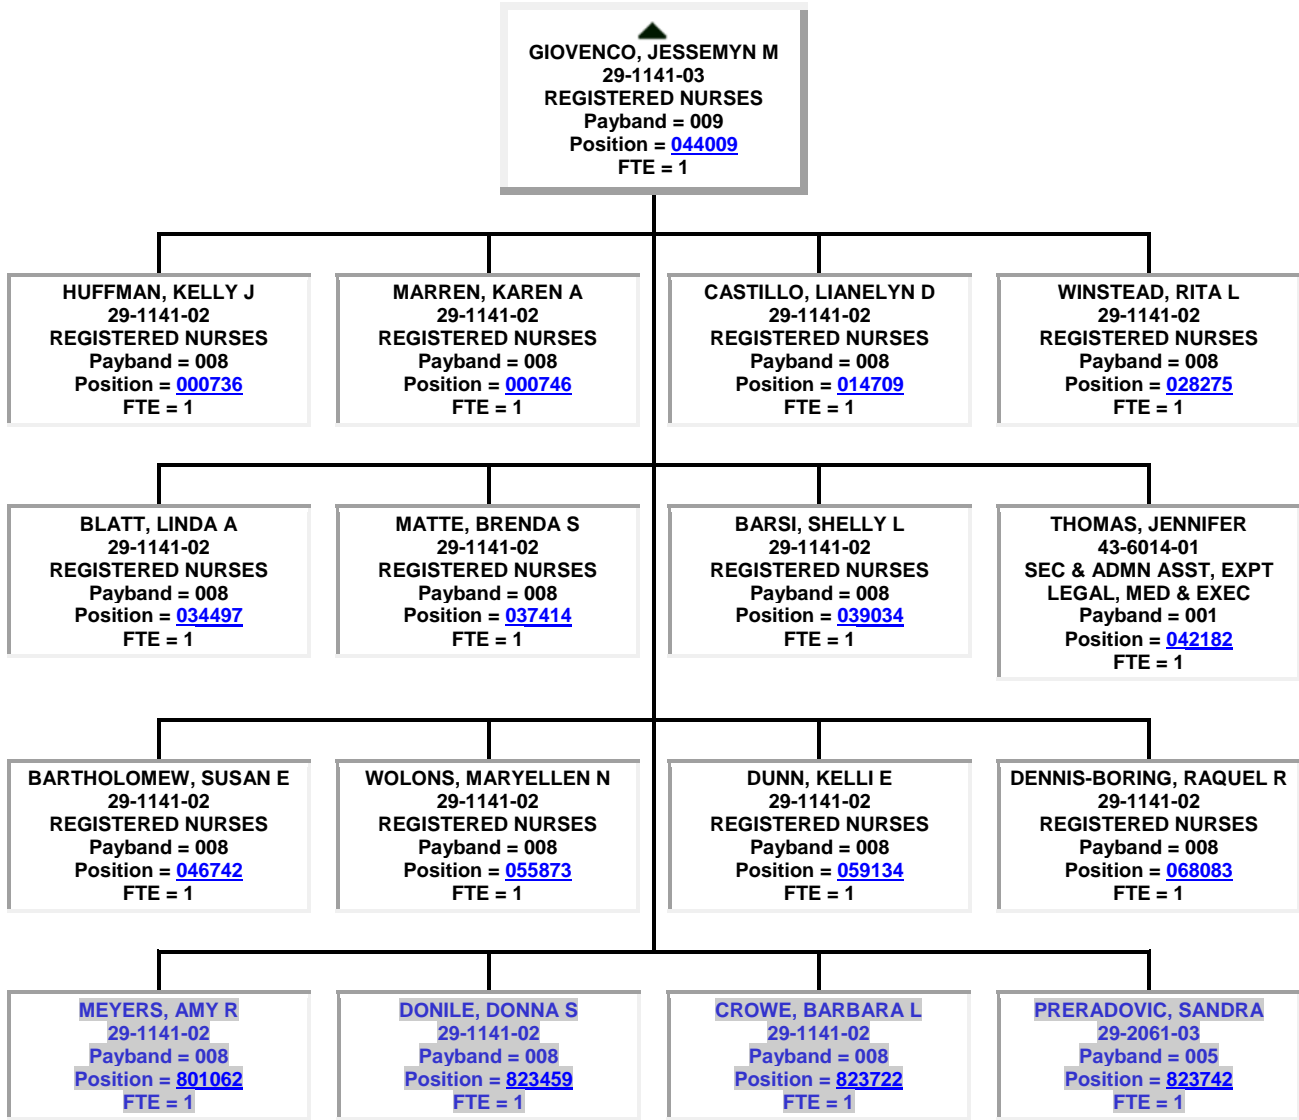 GIOVENCO, JESSEMYN M
29-1141-03
REGISTERED NURSES
Payband = 009
Position = 044009
FTE = 1
HUFFMAN, KELLY J
29-1141-02
REGISTERED NURSES
Payband = 008
Position = 000736
FTE = 1
MARREN, KAREN A
29-1141-02
REGISTERED NURSES
Payband = 008
Position = 000746
FTE = 1
CASTILLO, LIANELYN D
29-1141-02
REGISTERED NURSES
Payband = 008
Position = 014709
FTE = 1
WINSTEAD, RITA L
29-1141-02
REGISTERED NURSES
Payband = 008
Position = 028275
FTE = 1
BLATT, LINDA A
29-1141-02
REGISTERED NURSES
Payband = 008
Position = 034497
FTE = 1
MATTE, BRENDA S
29-1141-02
REGISTERED NURSES
Payband = 008
Position = 037414
FTE = 1
BARSI, SHELLY L
29-1141-02
REGISTERED NURSES
Payband = 008
Position = 039034
FTE = 1
THOMAS, JENNIFER
43-6014-01
SEC & ADMN ASST, EXPT
LEGAL, MED & EXEC
Payband = 001
Position = 042182
FTE = 1
BARTHOLOMEW, SUSAN E
29-1141-02
REGISTERED NURSES
Payband = 008
Position = 046742
FTE = 1
WOLONS, MARYELLEN N
29-1141-02
REGISTERED NURSES
Payband = 008
Position = 055873
FTE = 1
DUNN, KELLI E
29-1141-02
REGISTERED NURSES
Payband = 008
Position = 059134
FTE = 1
DENNIS-BORING, RAQUEL R
29-1141-02
REGISTERED NURSES
Payband = 008
Position = 068083
FTE = 1
MEYERS, AMY R
29-1141-02
Payband = 008
Position = 801062
FTE = 1
DONILE, DONNA S
29-1141-02
Payband = 008
Position = 823459
FTE = 1
CROWE, BARBARA L
29-1141-02
Payband = 008
Position = 823722
FTE = 1
PRERADOVIC, SANDRA
29-2061-03
Payband = 005
Position = 823742
FTE = 1